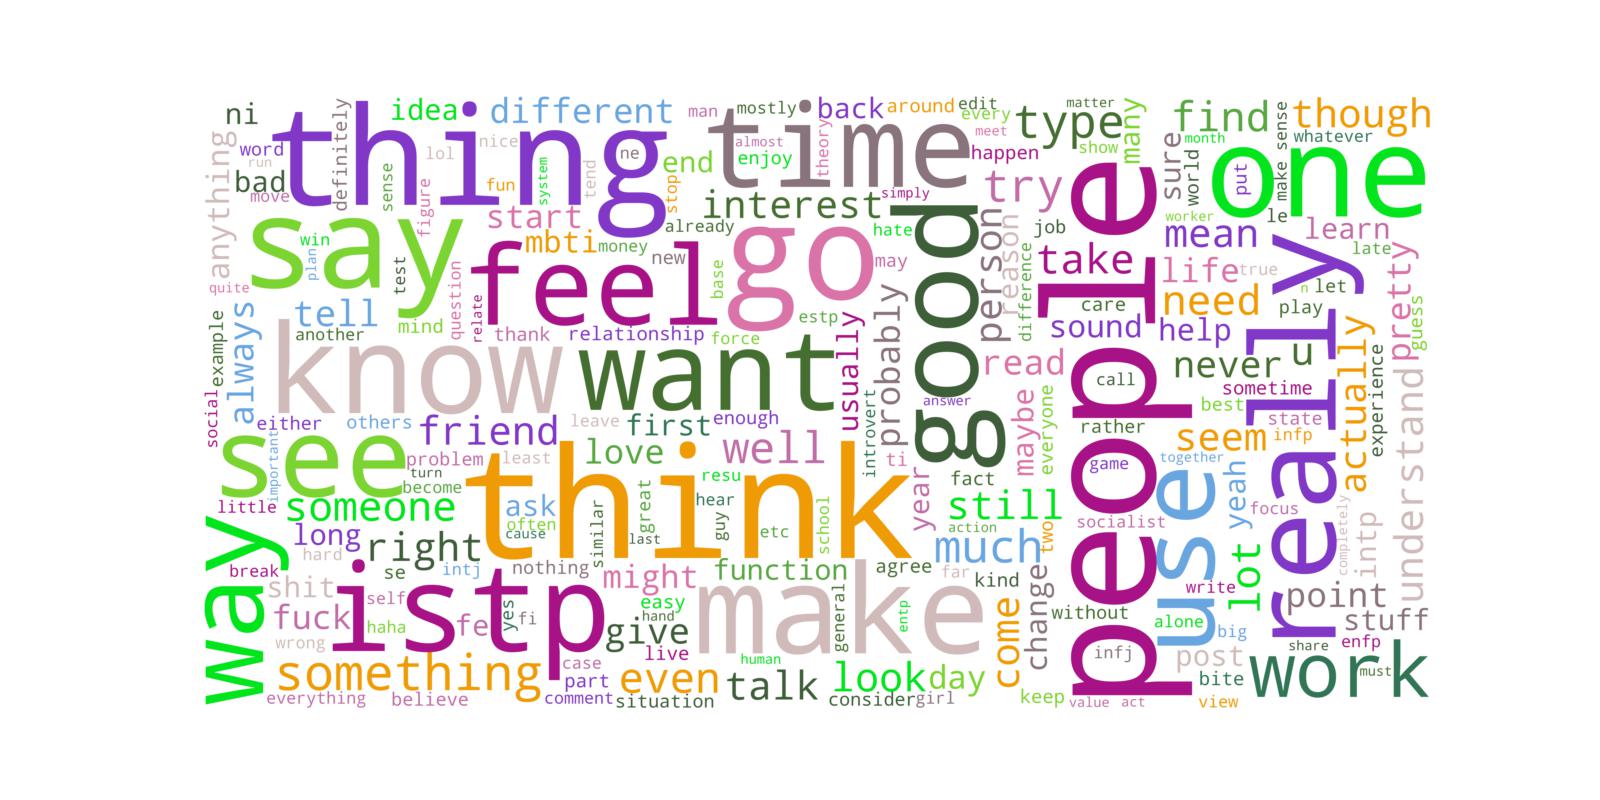 ni
idea
different
man
mostly
back
around
edit
every
matter
type
many
find
though
thing
time
word
definitely
lol
nice
ne
end
almost
enjoy
theory
happen
meet
show
month
whatever
one
make sense
anything
run
bad
move
sense
figure
fun
system
tend
stop
interest
simply
try
sure
world
put
say
win
plan
start
mbti
money
already
new
feel
go
hate
may
good
person
reason
job
people
worker
mean
le
learn
late
quite
test
question
relate
base
estp
difference
take
care
life
true
n
let
really
pretty
always
tell
another
mind
thank
relationship
force
usually
probably
sound
help
need
play
guess
example
know
want
read
call
never
u
actually
experience
understand
social
either
others
friend
leave
first
enough
answer
introvert
maybe
everyone
rather
best
sometime
state
infp
seem
see
important
problem
turn
become
least
love
well
resu
ti
year
fact
game
together
little
someone
think
ask
often
cause
similar
last
great
hear
guy
etc
school
still
action
two
socialist
use
yeah
focus
completely
intp
way
long
hard
right
break
se
intj
nothing
might
function
agree
far
kind
much
lot
write
shit
self
istp
fuck
haha
fe
yes
fi
easy
hand
give
make
general
entp
come
change
without
alone
big
point
stuff
wrong
live
infj
share
enfp
something
case
part
human
even
talk
look
day
post
bite
work
must
everything
believe
comment
situation
consider
girl
keep
value
act
view